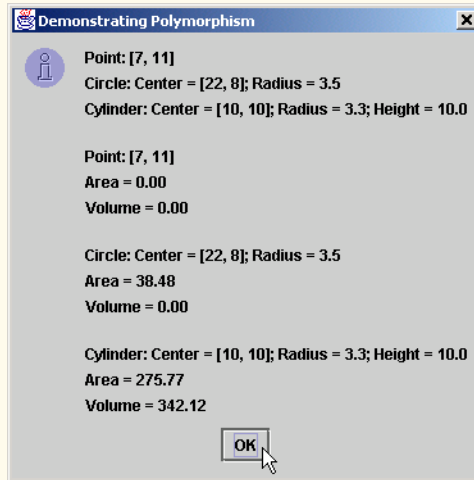 Demonstrating Polymorphism
Point: [7, 11]
Circle: Center = [22, 8]; Radius = 3.5
Cylinder: Center = [10, 10]; Radius = 3.3; Height = 10.0
Point: [7, 11]
Area = 0.00
Volume = 0.00
Circle: Center = [22, 8]; Radius = 3.5
Area = 38.48
Volume = 0.00
Cylinder: Center = [10, 10]; Radius = 3.3; Height = 10.0
Area = 275.77
Volume = 342.12
OK